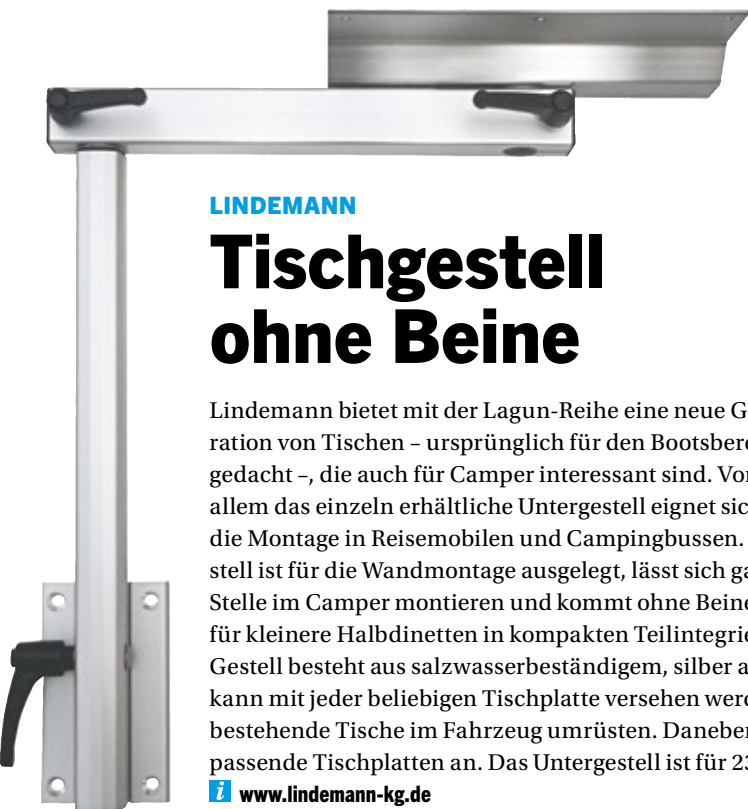 LINDEMANN
Tischgestell
ohne Beine
Lindemann bietet mit der Lagun-Reihe eine neue G
ration von Tischen – ursprünglich für den Bootsbere
gedacht –, die auch für Camper interessant sind. Vor
allem das einzeln erhältliche Untergestell eignet sic
die Montage in Reisemobilen und Campingbussen.
stell ist für die Wandmontage ausgelegt, lässt sich ga
Stelle im Camper montieren und kommt ohne Beine
für kleinere Halbdinetten in kompakten Teilintegrie
Gestell besteht aus salzwasserbeständigem, silber a
kann mit jeder beliebigen Tischplatte versehen werd
bestehende Tische im Fahrzeug umrüsten. Daneben
passende Tischplatten an. Das Untergestell ist für 23
i www.lindemann-kg.de